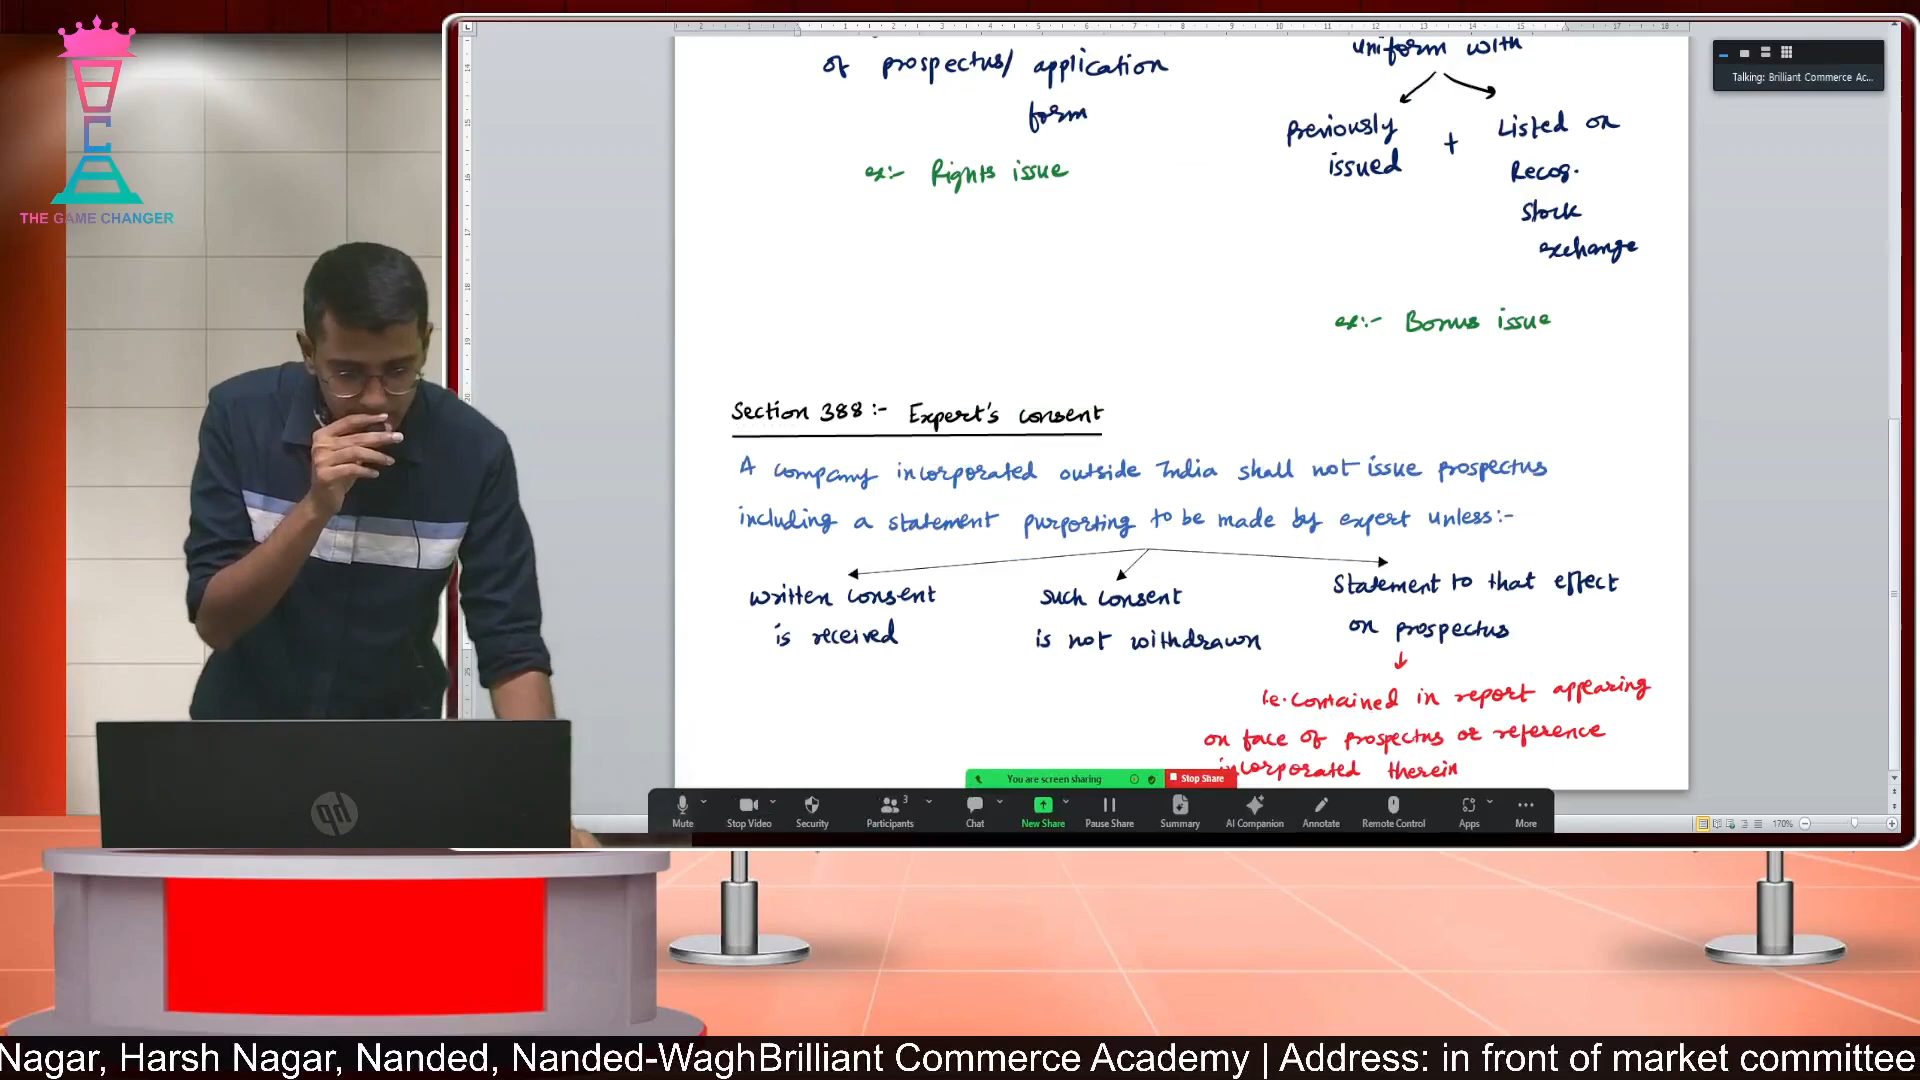 THE GAME CHANGER
of prospectus/ application
form
ex:- Rights issue
uniform with
Previously
issued
+
Listed on
Recog.
Stock
exchange
ex:- Bonus issue
Talking: Brilliant Commerce Ac...
Section 388:- Expert's consent
A company incorporated outside India shall not issue prospectus
including a statement purporting to be made by expert unless:-
written consent
is received
such consent
is not withdrawn
Statement to that effect
on prospectus
i.e. contained in report appearing
on face of prospectus or reference
incorporated therein
You are screen sharing
Stop Share
Mute
Stop Video
Security
Participants 3
Chat
New Share
Pause Share
Summary
AI Companion
Annotate
Remote Control
Apps
More
170%
hp
Nagar, Harsh Nagar, Nanded, Nanded-WaghBrilliant Commerce Academy | Address: in front of market committee